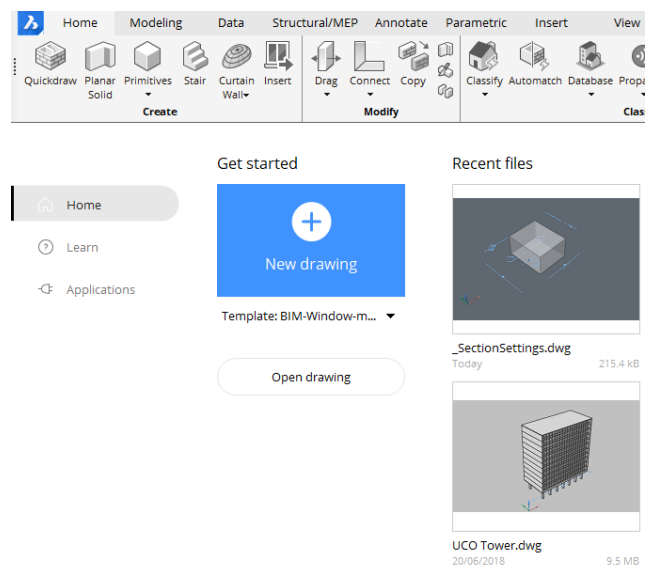 Home Modeling Data Structural/MEP Annotate Parametric Insert View
Quickdraw Planar Solid Primitives Stair Curtain Wall Insert Drag Connect Copy Classify Automatch Database
Create Modify
Get started
Recent files
Home
Learn
Applications
New drawing
Template: BIM-Window-m...
Open drawing
_SectionSettings.dwg
Today 215.4 kB
UCO Tower.dwg
20/06/2018 9.5 MB